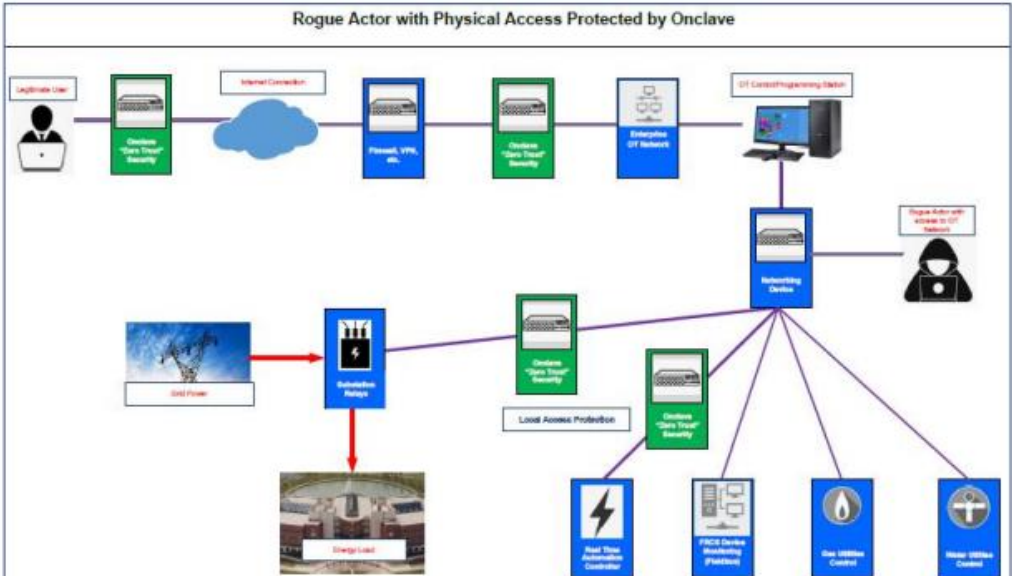 Rogue Actor with Physical Access Protected by Onclave
Legitimate User
Onclave
"Zero Trust"
Security
Internet Connection
Firewall, VPN,
etc.
Onclave
"Zero Trust"
Security
Enterprise
OT Network
OT Control/Programming Station
Networking
Device
Rogue Actor with
access to OT
Network
Grid Power
Substation
Relays
Onclave
"Zero Trust"
Security
Local Access Protection
Onclave
"Zero Trust"
Security
Energy Load
Real Time
Automation
Controller
FRCS Device
Monitoring
Gas Utilities
Control
Water Utilities
Control